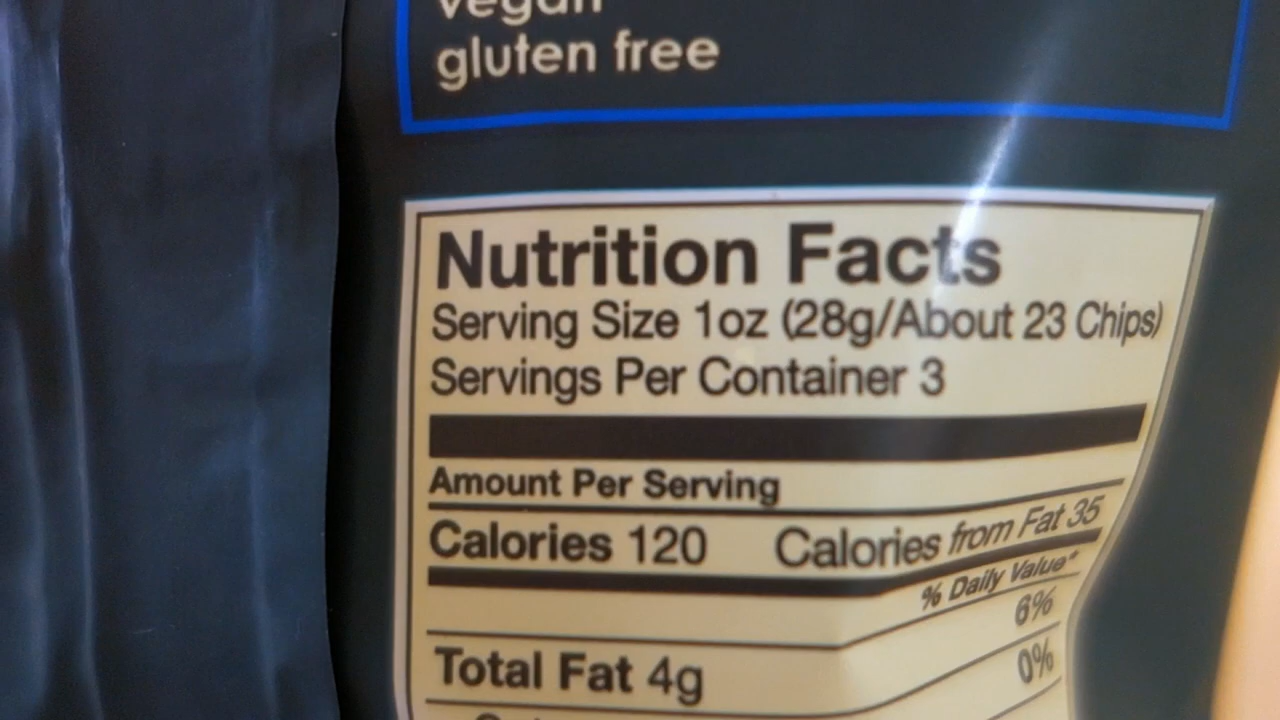 vegan
gluten free
Nutrition Facts
Serving Size 1oz (28g/About 23 Chips)
Servings Per Container 3
Amount Per Serving
Calories 120 Calories from Fat 35
% Daily Value*
Total Fat 4g 6%
0%